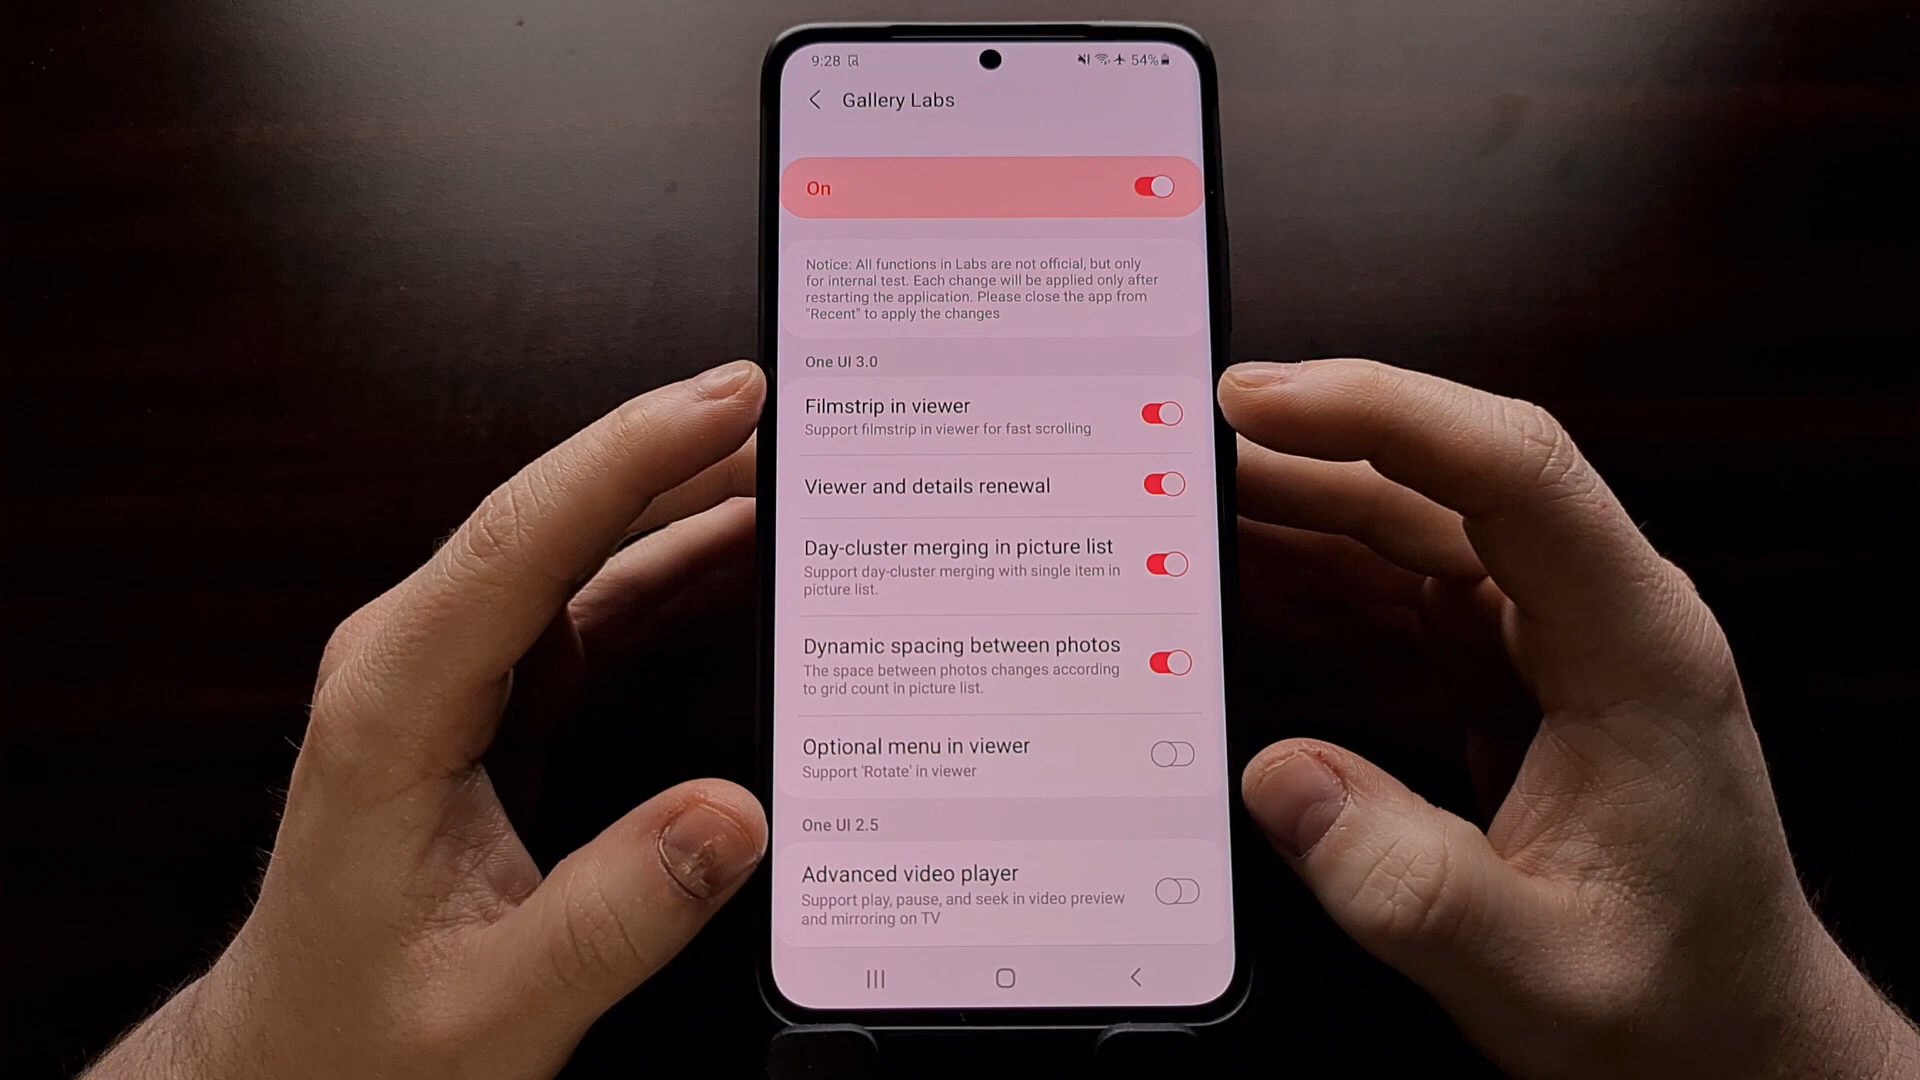 9:28 54%
Gallery Labs
On
Notice: All functions in Labs are not official, but only
for internal test. Each change will be applied only after
restarting the application. Please close the app from
"Recent" to apply the changes
One UI 3.0
Filmstrip in viewer
Support filmstrip in viewer for fast scrolling
Viewer and details renewal
Day-cluster merging in picture list
Support day-cluster merging with single item in
picture list.
Dynamic spacing between photos
The space between photos changes according
to grid count in picture list.
Optional menu in viewer
Support 'Rotate' in viewer
One UI 2.5
Advanced video player
Support play, pause, and seek in video preview
and mirroring on TV